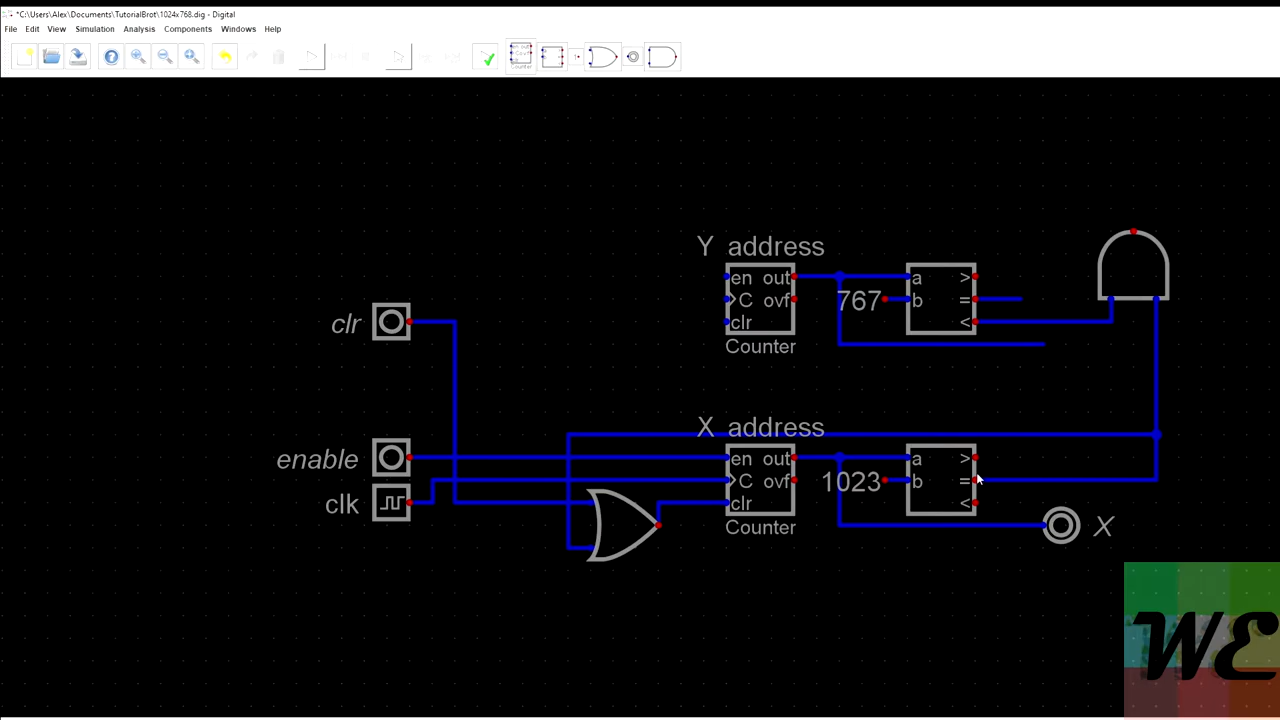 *C:\Users\Alex\Documents\TutorialBrot\1024x768.dig - Digital
File Edit View Simulation Analysis Components Windows Help
Counter
Y address
en out
C ovf
clr
Counter
767
a >
b =
<
clr
X address
en out
C ovf
clr
Counter
1023
a >
b =
<
enable
clk
X
WE